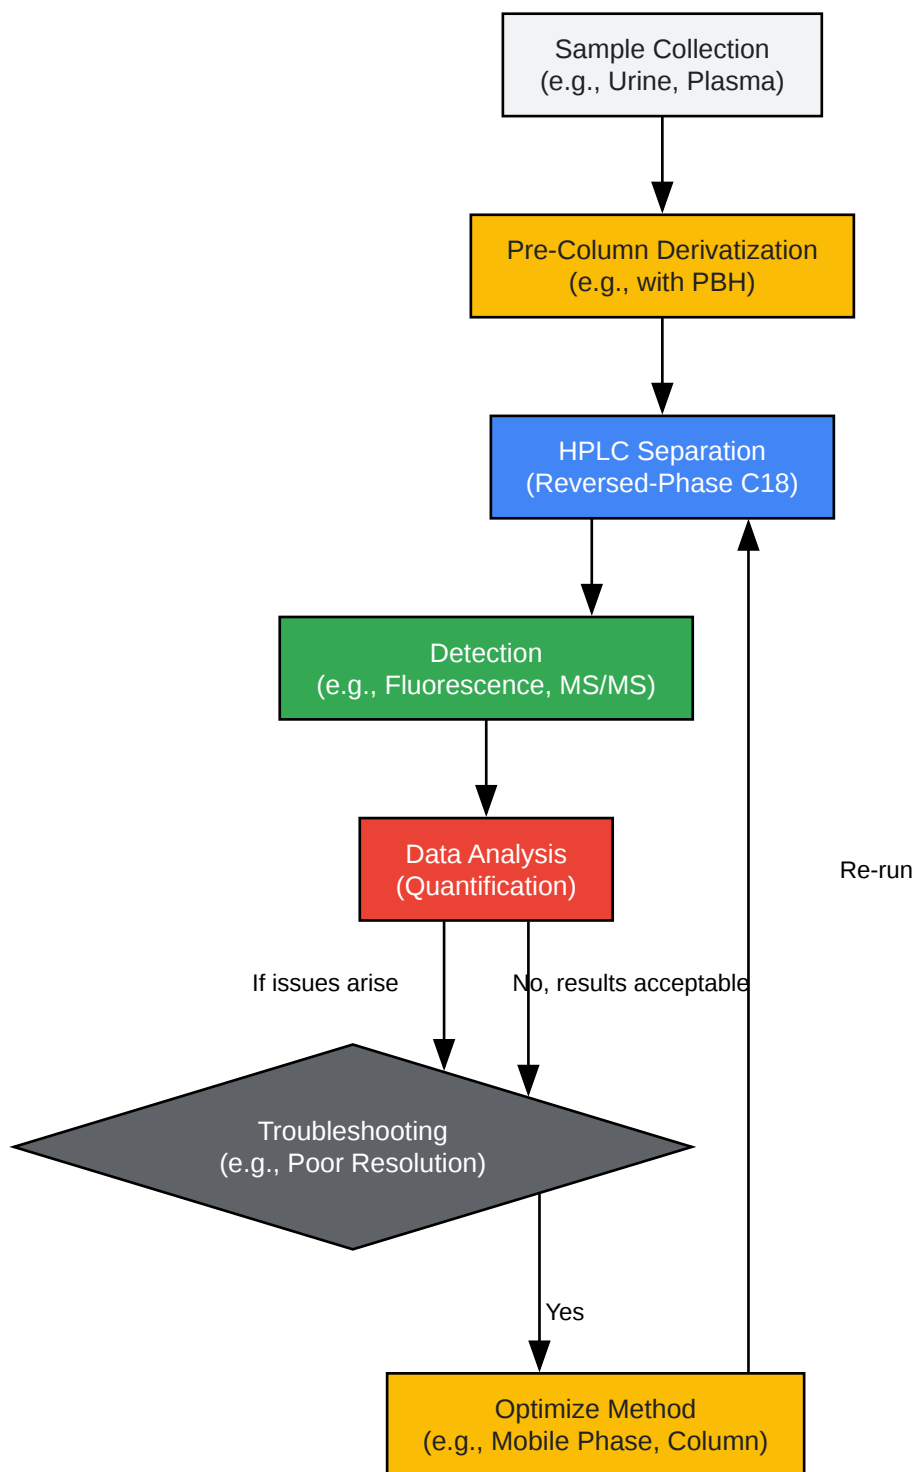 Sample Collection
(e.g., Urine, Plasma)
Pre-Column Derivatization
(e.g., with PBH)
HPLC Separation
(Reversed-Phase C18)
Detection
(e.g., Fluorescence, MS/MS)
Data Analysis
(Quantification)
Re-run
If issues arise
No, results acceptable
Troubleshooting
(e.g., Poor Resolution)
Yes
Optimize Method
(e.g., Mobile Phase, Column)